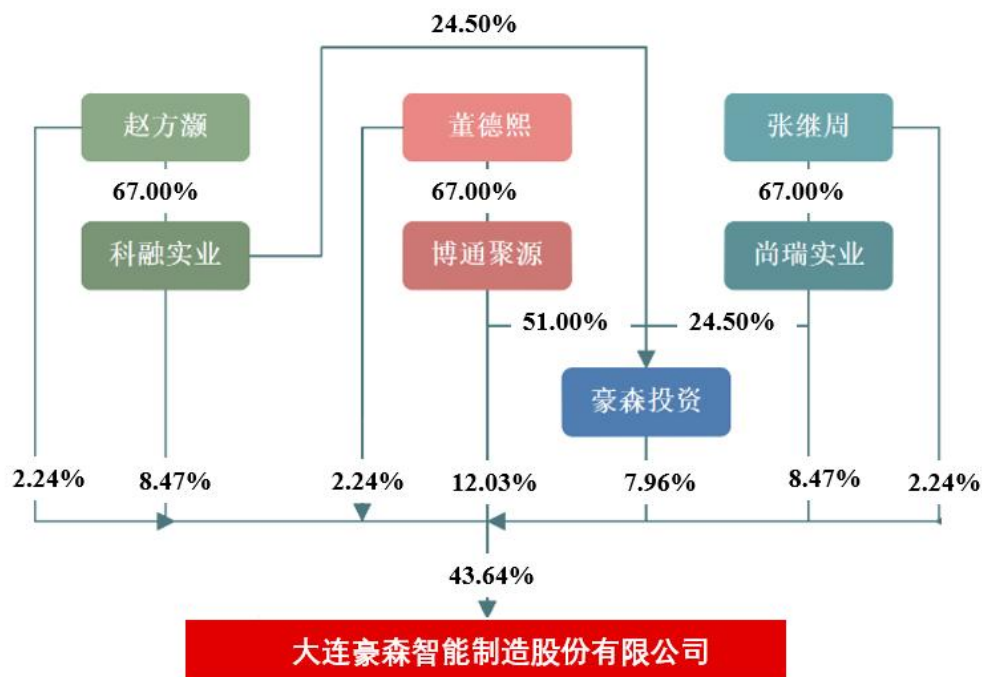 24.50%
赵方灏
董德熙
张继周
67.00%
67.00%
67.00%
科融实业
博通聚源
尚瑞实业
51.00%
24.50%
豪森投资
2.24%
8.47%
2.24%
12.03%
7.96%
8.47%
2.24%
43.64%
大连豪森智能制造股份有限公司